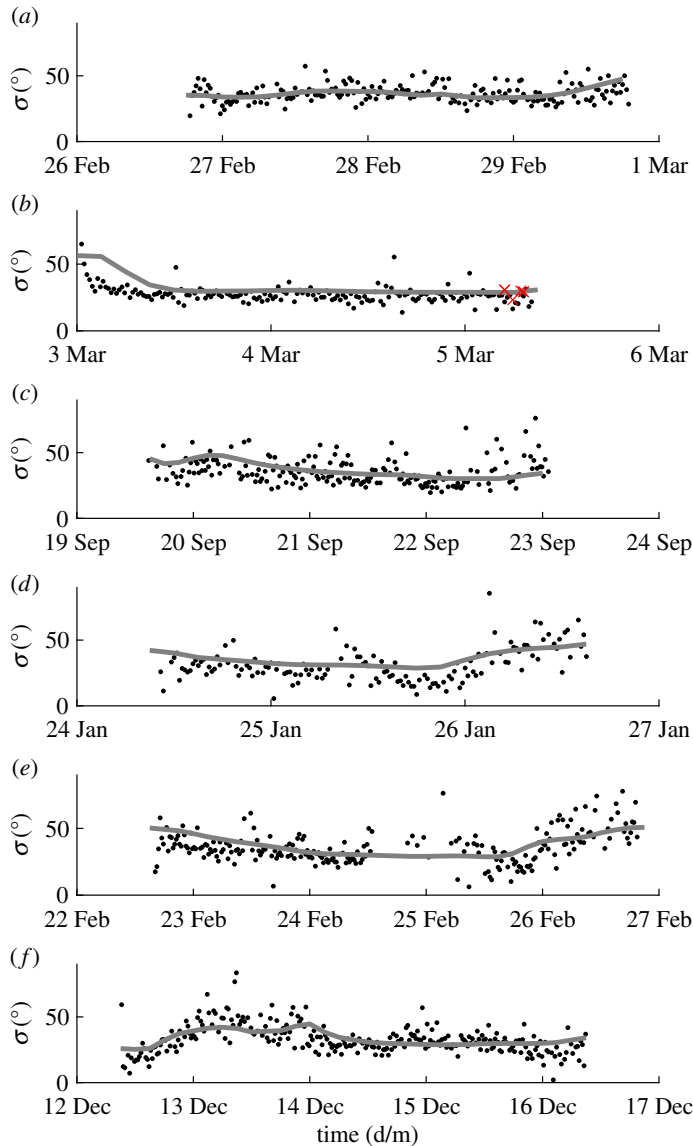 (a)
σ(°)
50
0
26 Feb 27 Feb 28 Feb 29 Feb 1 Mar
(b)
σ(°)
50
0
3 Mar 4 Mar 5 Mar 6 Mar
(c)
σ(°)
50
0
19 Sep 20 Sep 21 Sep 22 Sep 23 Sep 24 Sep
(d)
σ(°)
50
0
24 Jan 25 Jan 26 Jan 27 Jan
(e)
σ(°)
50
0
22 Feb 23 Feb 24 Feb 25 Feb 26 Feb 27 Feb
(f)
σ(°)
50
0
12 Dec 13 Dec 14 Dec 15 Dec 16 Dec 17 Dec
time (d/m)